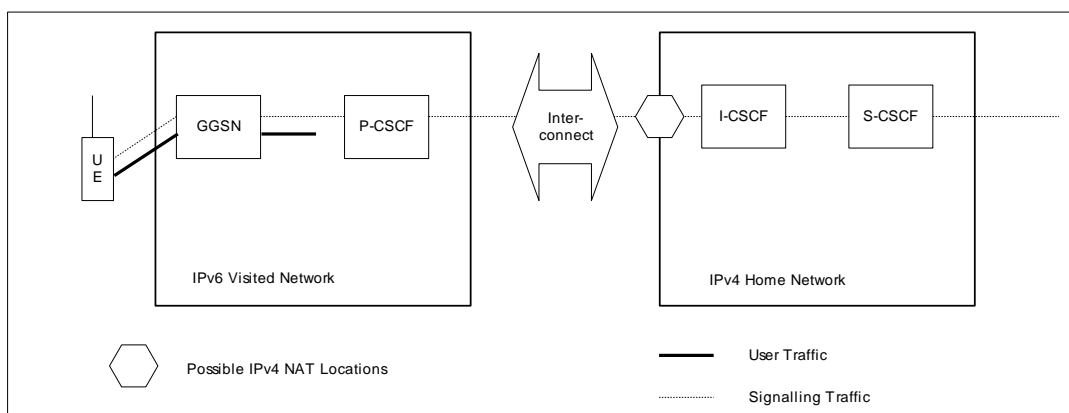 GGSN
P-CSCF
Inter-
connect
I-CSCF
S-CSCF
U
E
IPv6 Visited Network
IPv4 Home Network
Possible IPv4 NAT Locations
User Traffic
Signalling Traffic